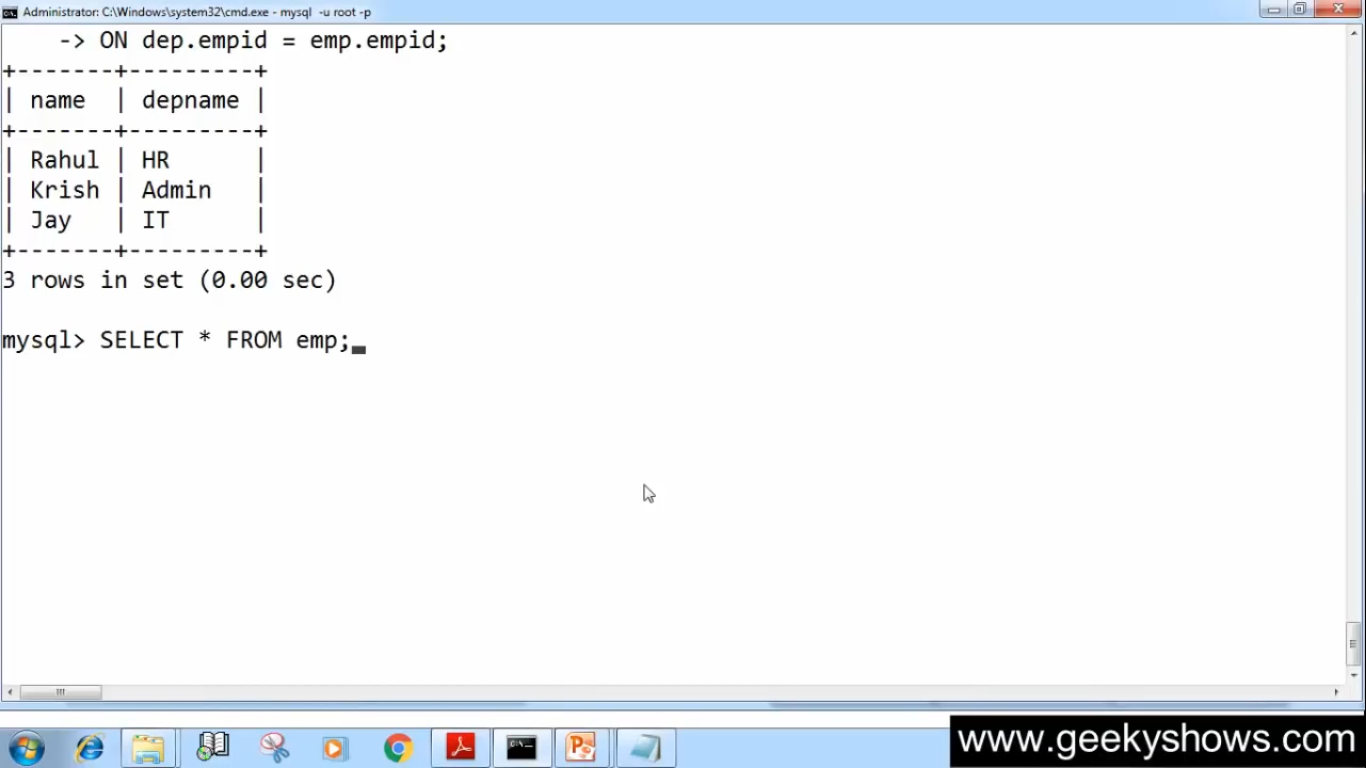 Administrator: C:\Windows\system32\cmd.exe - mysql -u root -p
-> ON dep.empid = emp.empid;
+-------+---------+
| name  | depname |
+-------+---------+
| Rahul | HR      |
| Krish | Admin   |
| Jay   | IT      |
+-------+---------+
3 rows in set (0.00 sec)
mysql> SELECT * FROM emp;
www.geekyshows.com